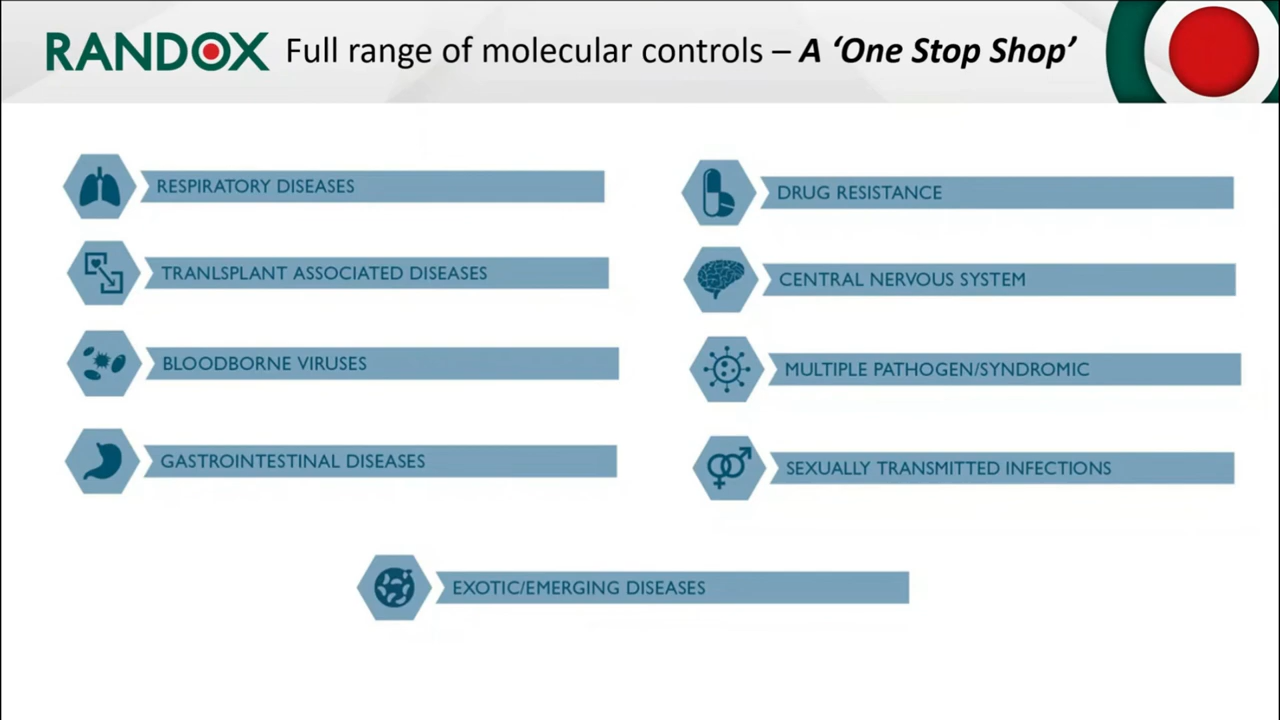 RANDOX Full range of molecular controls – A ‘One Stop Shop’
RESPIRATORY DISEASES
TRANLSPLANT ASSOCIATED DISEASES
BLOODBORNE VIRUSES
GASTROINTESTINAL DISEASES
DRUG RESISTANCE
CENTRAL NERVOUS SYSTEM
MULTIPLE PATHOGEN/SYNDROMIC
SEXUALLY TRANSMITTED INFECTIONS
EXOTIC/EMERGING DISEASES